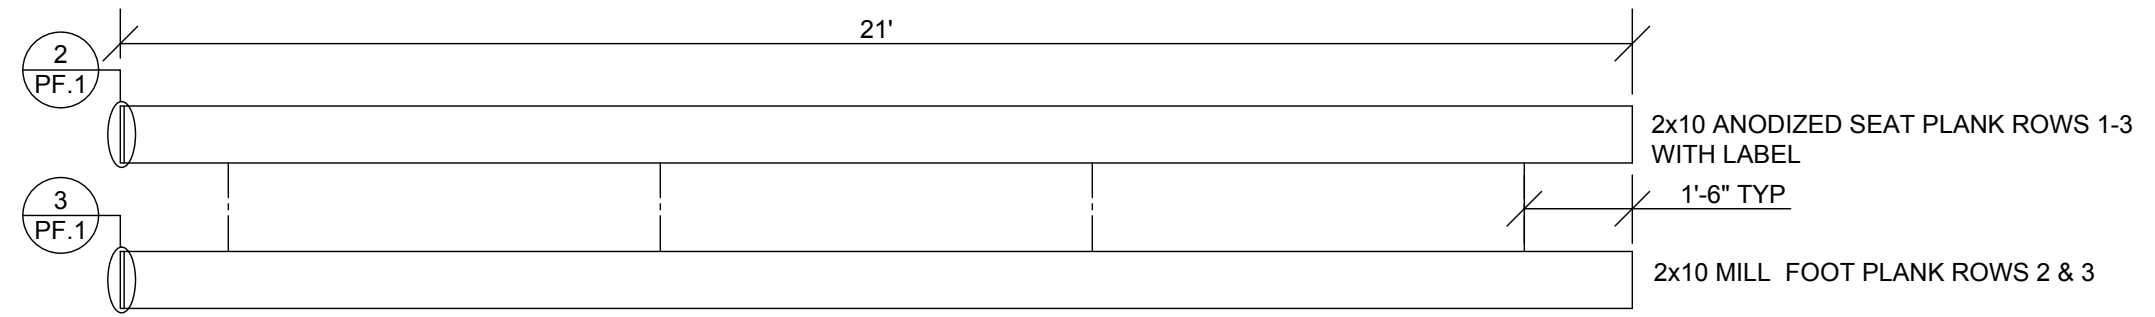 21'
2
PF.1
2x10 ANODIZED SEAT PLANK ROWS 1-3
WITH LABEL
1'-6" TYP
3
PF.1
2x10 MILL  FOOT PLANK ROWS 2 & 3